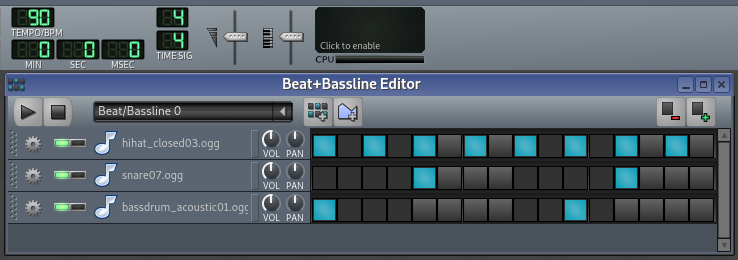 90
4
TEMPO/BPM
0
0
0
4
MIN
SEC
MSEC
TIME SIG
Click to enable
CPU
Beat+Bassline Editor
Beat/Bassline 0
hihat_closed03.ogg
VOL
PAN
snare07.ogg
VOL
PAN
bassdrum_acoustic01.ogg
VOL
PAN